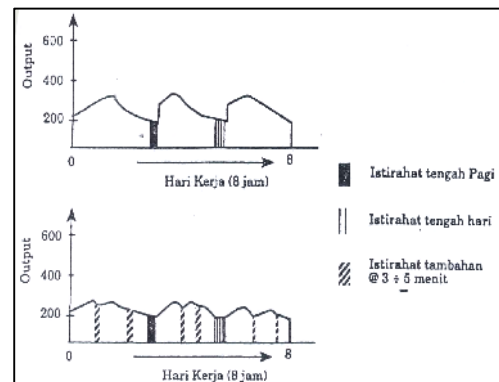 Output
600
400
200
0
8
Hari Kerja (8 jam)
Output
600
400
200
0
8
Hari Kerja (8 jam)
Istirahat tengah Pagi
Istirahat tengah hari
Istirahat tambahan
@ 3 ÷ 5 menit